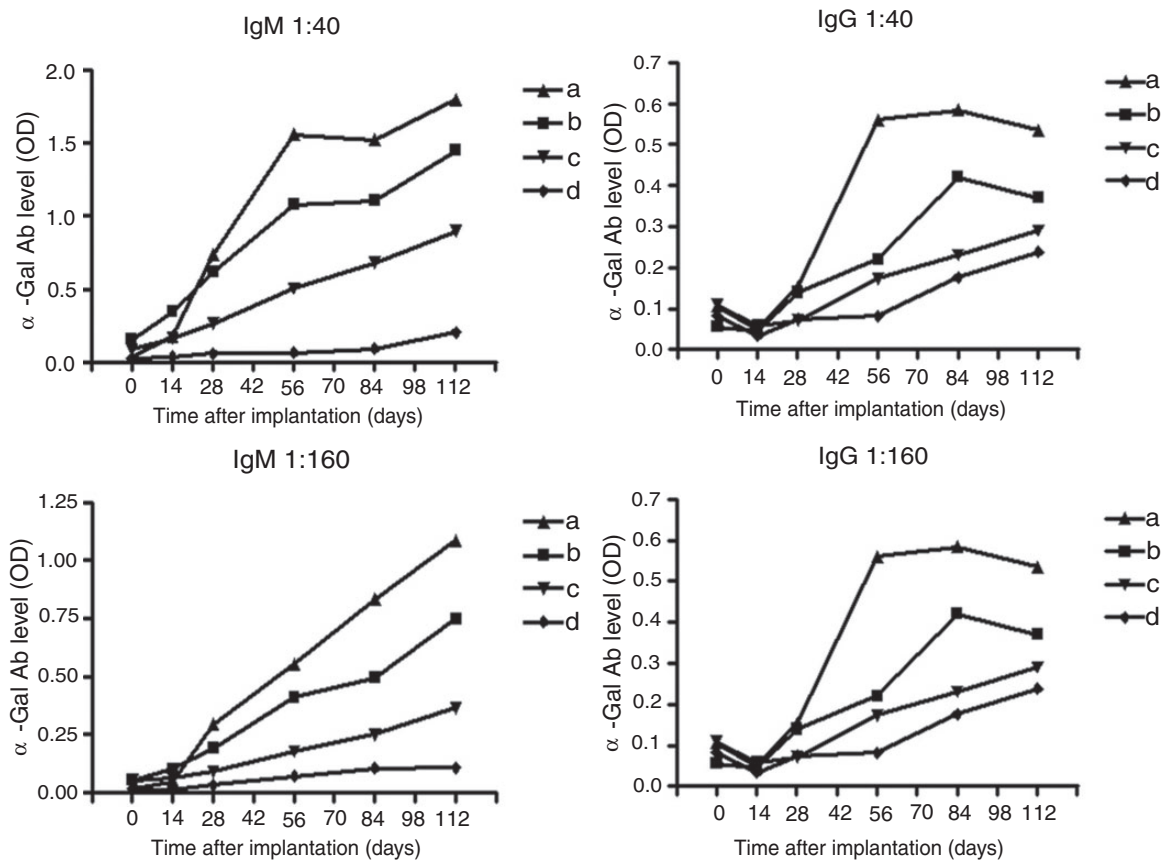 IgM 1:40
2.0
1.5
1.0
0.5
0.0
α -Gal Ab level (OD)
0 14 28 42 56 70 84 98 112
Time after implantation (days)
a
b
c
d
IgG 1:40
0.7
0.6
0.5
0.4
0.3
0.2
0.1
0.0
α -Gal Ab level (OD)
0 14 28 42 56 70 84 98 112
Time after implantation (days)
a
b
c
d
IgM 1:160
1.25
1.00
0.75
0.50
0.25
0.00
α -Gal Ab level (OD)
0 14 28 42 56 70 84 98 112
Time after implantation (days)
a
b
c
d
IgG 1:160
0.7
0.6
0.5
0.4
0.3
0.2
0.1
0.0
α -Gal Ab level (OD)
0 14 28 42 56 70 84 98 112
Time after implantation (days)
a
b
c
d